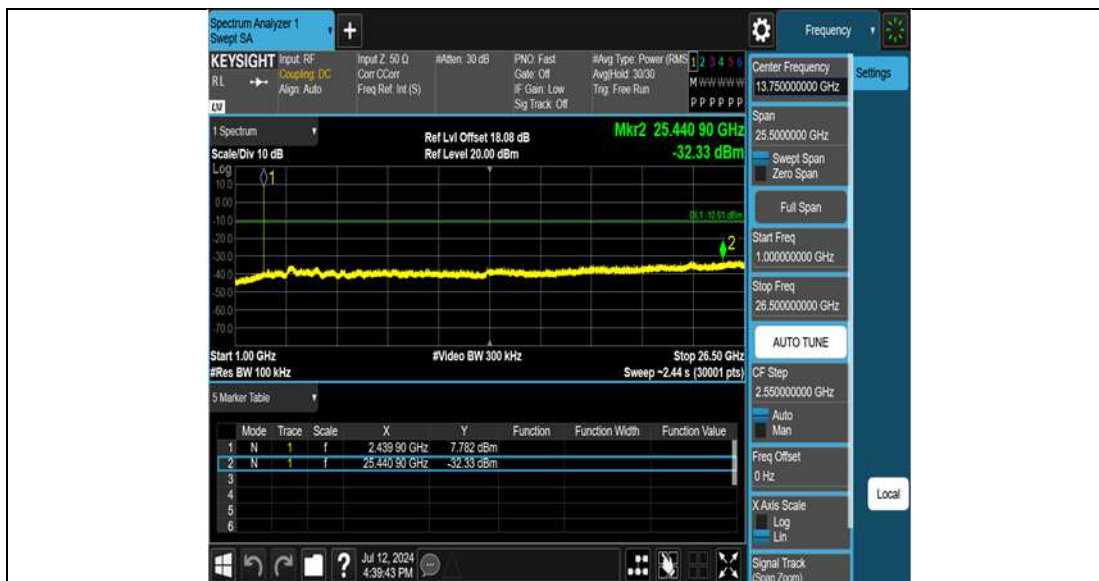 Spectrum Analyzer 1
Swept SA
+
Frequency
KEYSIGHT
RL
LXI
Input: RF
Coupling: DC
Align: Auto
Input Z: 50 Ω
Corr CCorr
Freq Ref: Int (S)
#Atten: 30 dB
PNO: Fast
Gate: Off
IF Gain: Low
Sig Track: Off
#Avg Type: Power (RMS
Avg|Hold: 30/30
Trig: Free Run
1 2 3 4 5 6
M W W W W W
P P P P P P
1 Spectrum
Scale/Div 10 dB
Ref Lvl Offset 18.08 dB
Ref Level 20.00 dBm
Mkr2 25.440 90 GHz
-32.33 dBm
Log
10.0
0.00
-10.0
-20.0
-30.0
-40.0
-50.0
-60.0
-70.0
1
DL1 -10.61 dBm
2
Start 1.00 GHz
#Res BW 100 kHz
#Video BW 300 kHz
Stop 26.50 GHz
Sweep ~2.44 s (30001 pts)
5 Marker Table
Mode Trace Scale X Y Function Function Width Function Value
1 N 1 f 2.439 90 GHz 7.782 dBm
2 N 1 f 25.440 90 GHz -32.33 dBm
3
4
5
6
Jul 12, 2024
4:39:43 PM
?
Center Frequency
13.750000000 GHz
Settings
Span
25.5000000 GHz
Swept Span
Zero Span
Full Span
Start Freq
1.000000000 GHz
Stop Freq
26.500000000 GHz
AUTO TUNE
CF Step
2.550000000 GHz
Auto
Man
Freq Offset
0 Hz
X Axis Scale
Log
Lin
Signal Track
(Span Zoom)
Local